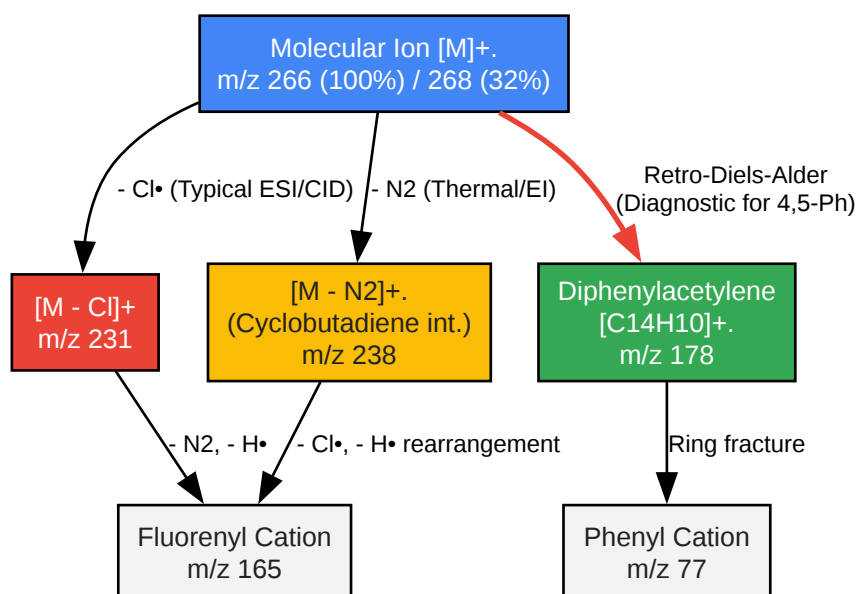 Molecular Ion [M]+.
m/z 266 (100%) / 268 (32%)
- Cl• (Typical ESI/CID)
- N2 (Thermal/EI)
Retro-Diels-Alder
(Diagnostic for 4,5-Ph)
[M - Cl]+
m/z 231
[M - N2]+.
(Cyclobutadiene int.)
m/z 238
Diphenylacetylene
[C14H10]+.
m/z 178
- N2, - H•
- Cl•, - H• rearrangement
Ring fracture
Fluorenyl Cation
m/z 165
Phenyl Cation
m/z 77